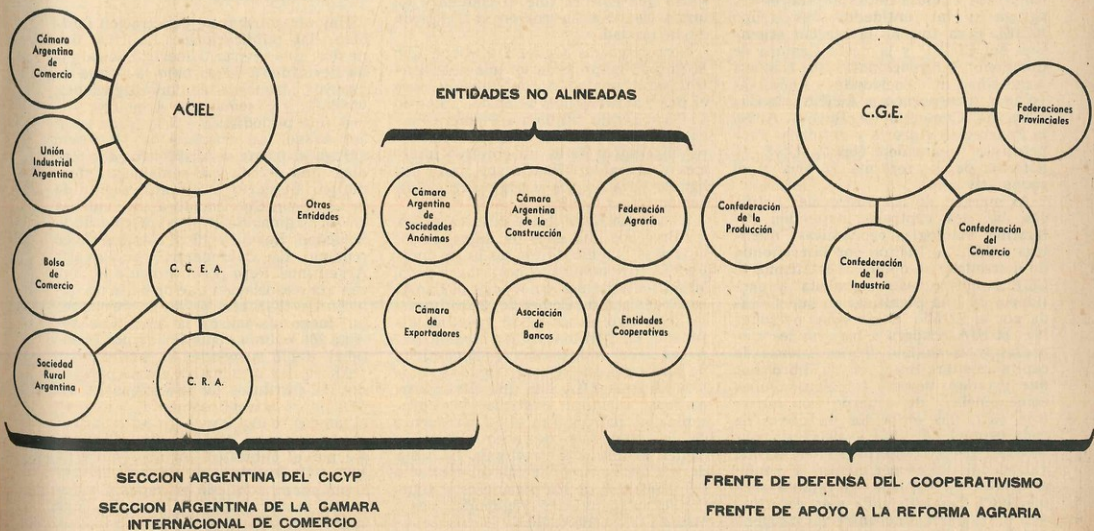 Cámara
Argentina
de
Comercio
Unión
Industrial
Argentina
Bolsa
de
Comercio
Sociedad
Rural
Argentina
ACIEL
C. C. E. A.
C. R. A.
Otras
Entidades
ENTIDADES NO ALINEADAS
Cámara
Argentina
de
Sociedades
Anónimas
Cámara
Argentina
de la
Construcción
Federación
Agraria
Cámara
de
Exportadores
Asociación
de
Bancos
Entidades
Cooperativas
C.G.E.
Federaciones
Provinciales
Confederación
de la
Producción
Confederación
de la
Industria
Confederación
del
Comercio
SECCION ARGENTINA DEL CICYP
SECCION ARGENTINA DE LA CAMARA
INTERNACIONAL DE COMERCIO
FRENTE DE DEFENSA DEL COOPERATIVISMO
FRENTE DE APOYO A LA REFORMA AGRARIA